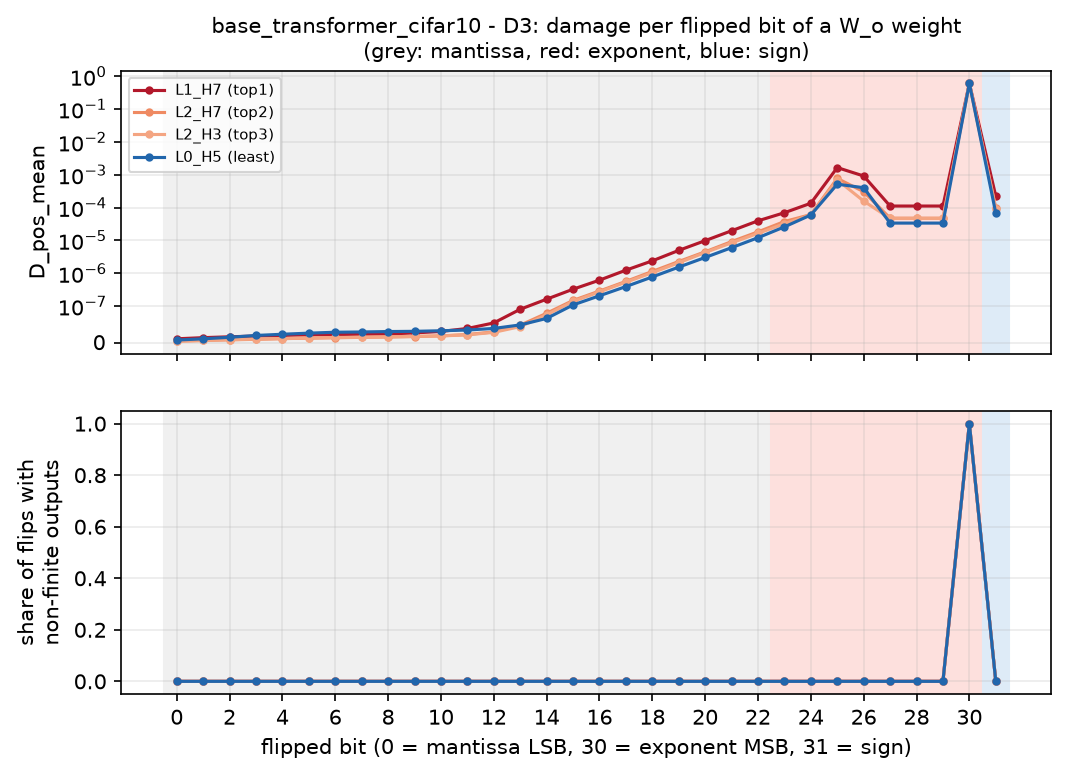 base_transformer_cifar10 - D3: damage per flipped bit of a W_o weight
(grey: mantissa, red: exponent, blue: sign)
D_pos_mean
10⁰
10⁻¹
10⁻²
10⁻³
10⁻⁴
10⁻⁵
10⁻⁶
10⁻⁷
0
L1_H7 (top1)
L2_H7 (top2)
L2_H3 (top3)
L0_H5 (least)
share of flips with
non-finite outputs
1.0
0.8
0.6
0.4
0.2
0.0
0 2 4 6 8 10 12 14 16 18 20 22 24 26 28 30
flipped bit (0 = mantissa LSB, 30 = exponent MSB, 31 = sign)